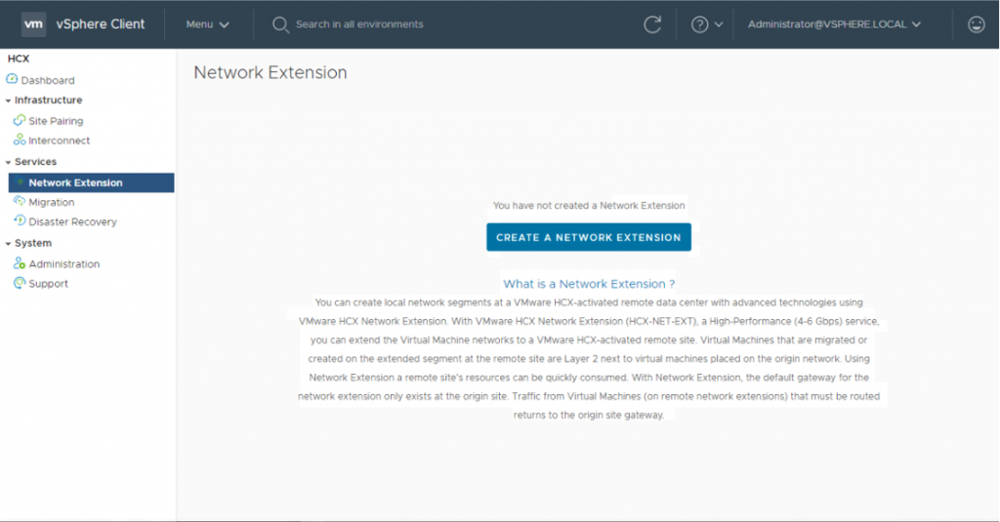 vm vSphere Client Menu Search in all environments Administrator@VSPHERE.LOCAL
HCX
Dashboard
Infrastructure
Site Pairing
Interconnect
Services
Network Extension
Migration
Disaster Recovery
System
Administration
Support
Network Extension
You have not created a Network Extension
CREATE A NETWORK EXTENSION
What is a Network Extension ?
You can create local network segments at a VMware HCX-activated remote data center with advanced technologies using
VMware HCX Network Extension. With VMware HCX Network Extension (HCX-NET-EXT), a High-Performance (4-6 Gbps) service,
you can extend the Virtual Machine networks to a VMware HCX-activated remote site. Virtual Machines that are migrated or
created on the extended segment at the remote site are Layer 2 next to virtual machines placed on the origin network. Using
Network Extension a remote site's resources can be quickly consumed. With Network Extension, the default gateway for the
network extension only exists at the origin site. Traffic from Virtual Machines (on remote network extensions) that must be routed
returns to the origin site gateway.